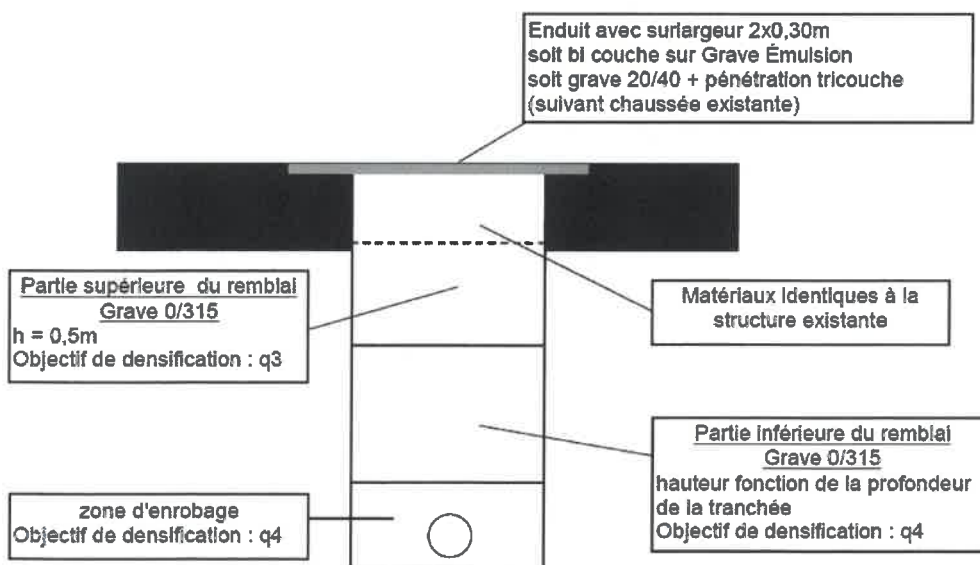 Enduit avec surlargeur 2x0,30m
soit bi couche sur Grave Émulsion
soit grave 20/40 + pénétration tricouche
(suivant chaussée existante)
Partie supérieure du remblai
Grave 0/315
h = 0,5m
Objectif de densification : q3
Matériaux identiques à la
structure existante
Partie inférieure du remblai
Grave 0/315
hauteur fonction de la profondeur
de la tranchée
Objectif de densification : q4
zone d'enrobage
Objectif de densification : q4